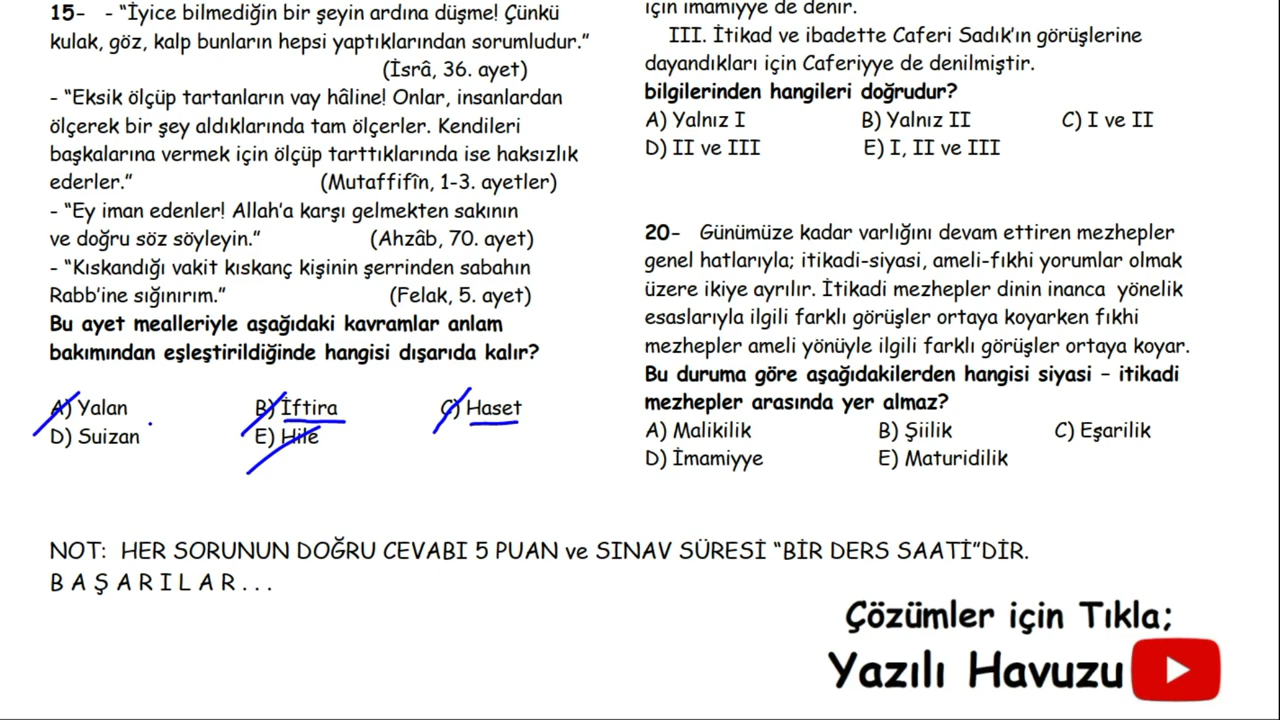 15- - “İyice bilmediğin bir şeyin ardına düşme! Çünkü
kulak, göz, kalp bunların hepsi yaptıklarından sorumludur.”
(İsrâ, 36. ayet)
- “Eksik ölçüp tartanların vay hâline! Onlar, insanlardan
ölçerek bir şey aldıklarında tam ölçerler. Kendileri
başkalarına vermek için ölçüp tarttıklarında ise haksızlık
ederler.” (Mutaffifîn, 1-3. ayetler)
- “Ey iman edenler! Allah’a karşı gelmekten sakının
ve doğru söz söyleyin.” (Ahzâb, 70. ayet)
- “Kıskandığı vakit kıskanç kişinin şerrinden sabahın
Rabb’ine sığınırım.” (Felak, 5. ayet)
Bu ayet mealleriyle aşağıdaki kavramlar anlam
bakımından eşleştirildiğinde hangisi dışarıda kalır?
A) Yalan B) İftira C) Haset
D) Suizan E) Hile
için imamiyye de denir.
III. İtikad ve ibadette Caferi Sadık’ın görüşlerine
dayandıkları için Caferiyye de denilmiştir.
bilgilerinden hangileri doğrudur?
A) Yalnız I B) Yalnız II C) I ve II
D) II ve III E) I, II ve III
20- Günümüze kadar varlığını devam ettiren mezhepler
genel hatlarıyla; itikadi-siyasi, ameli-fıkhi yorumlar olmak
üzere ikiye ayrılır. İtikadi mezhepler dinin inanca yönelik
esaslarıyla ilgili farklı görüşler ortaya koyarken fıkhi
mezhepler ameli yönüyle ilgili farklı görüşler ortaya koyar.
Bu duruma göre aşağıdakilerden hangisi siyasi – itikadi
mezhepler arasında yer almaz?
A) Malikilik B) Şiilik C) Eşarilik
D) İmamiyye E) Maturidilik
NOT: HER SORUNUN DOĞRU CEVABI 5 PUAN ve SINAV SÜRESİ “BİR DERS SAATİ”DİR.
B A Ş A R I L A R . . .
Çözümler için Tıkla;
Yazılı Havuzu